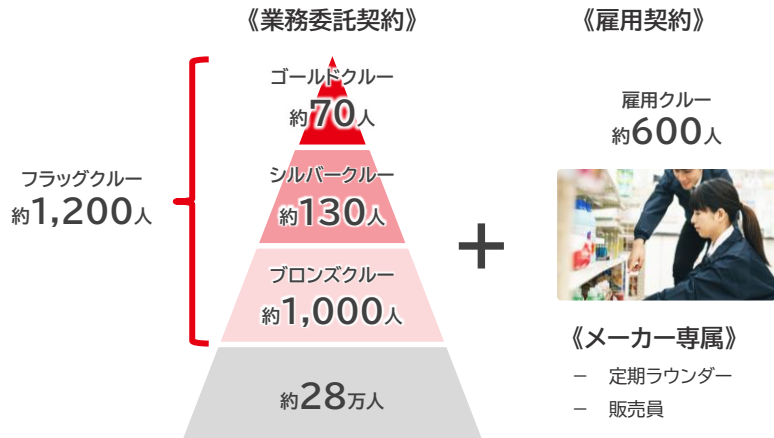 《業務委託契約》
ゴールドクルー
約70人
シルバークルー
約130人
ブロンズクルー
約1,000人
約28万人
フラッグクルー
約1,200人
+
《雇用契約》
雇用クルー
約600人
《メーカー専属》
－ 定期ラウンダー
－ 販売員